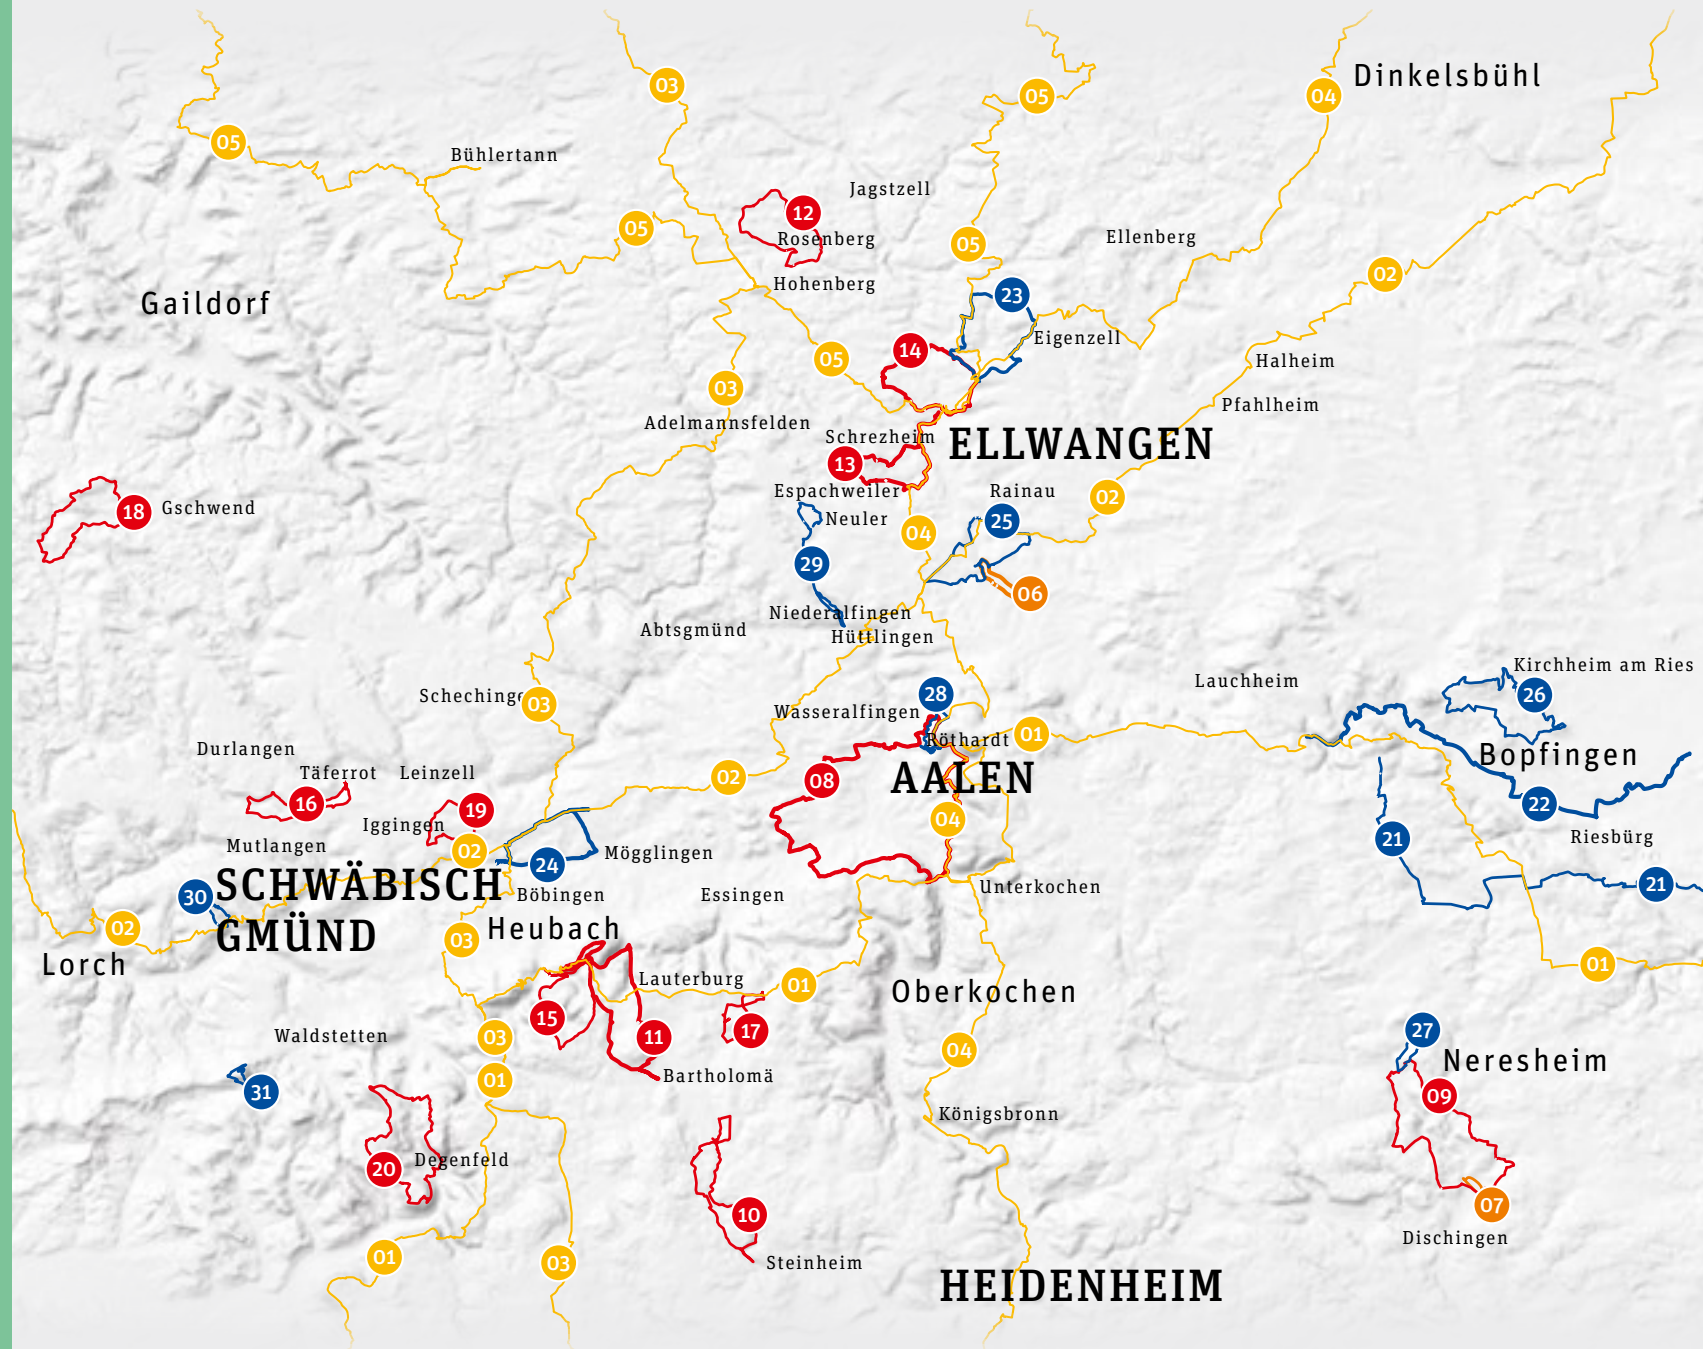 Dinkelsbühl
03
05
04
05
Bühlertann
Jagstzell
12
05
Rosenberg
05
Ellenberg
02
Hohenberg
Gaildorf
23
Eigenzell
14
05
Halheim
03
Pfahlheim
Adelmannsfelden
Schrezheim
ELLWANGEN
13
Espachweiler
Rainau
02
18
Gschwend
Neuler
25
04
29
06
Niederalfingen
Abtsgmünd
Hüttlingen
Kirchheim am Ries
Lauchheim
28
26
Scheching
03
Wasseralfingen
01
Röthardt
Durlangen
Bopfingen
Täferrot
Leinzell
02
08
AALEN
16
19
22
Iggingen
04
21
Riesbürg
Mutlangen
02
Mögglingen
24
SCHWÄBISCH
GMÜND
30
Böbingen
Essingen
Unterkochen
21
02
03
Heubach
Lorch
01
Lauterburg
01
Oberkochen
15
17
27
Waldstetten
03
11
04
Neresheim
01
Bartholomä
31
09
Königsbronn
20
Degenfeld
07
10
Dischingen
01
03
Steinheim
HEIDENHEIM